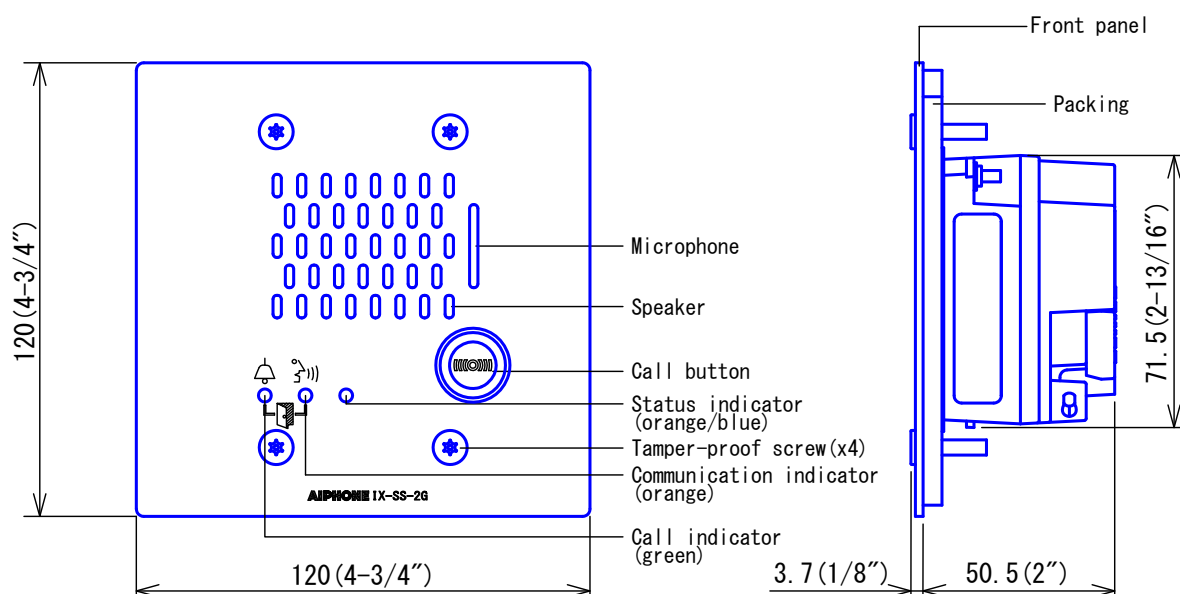 Front panel
Packing
120(4-3/4″)
Microphone
Speaker
71.5(2-13/16″)
Call button
Status indicator
(orange/blue)
Tamper-proof screw(x4)
Communication indicator
(orange)
AIPHONE IX-SS-2G
Call indicator
(green)
120(4-3/4″)
3.7(1/8″)
50.5(2″)